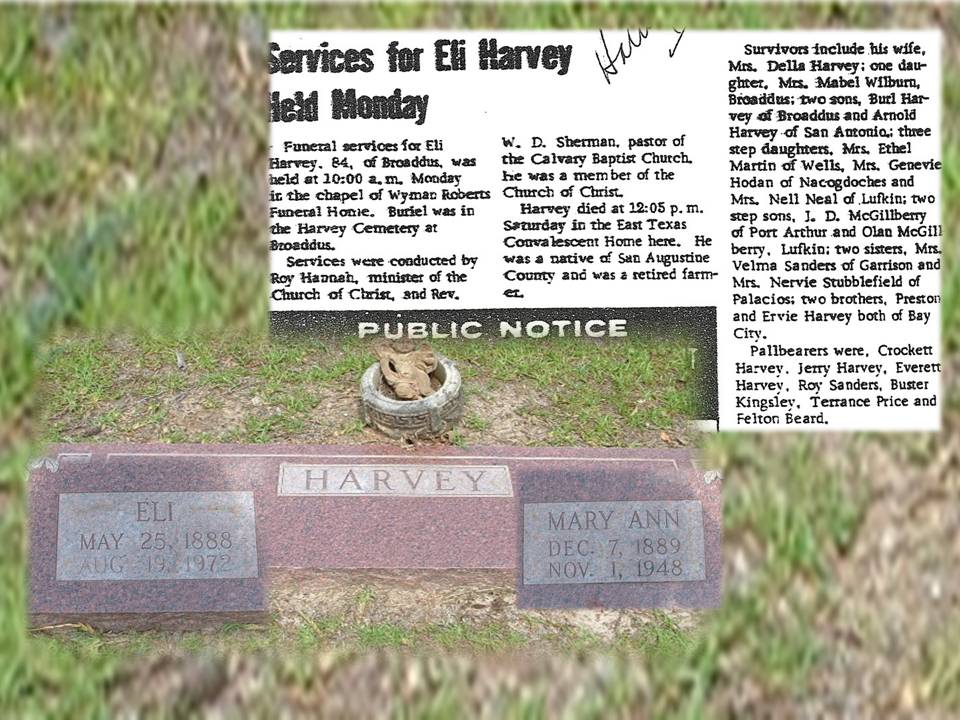 Services for Eli Harvey
Held Monday
Funeral services for Eli
Harvey, 84, of Broaddus, was
held at 10:00 a.m. Monday
in the chapel of Wyman Roberts
Funeral Home. Buriel was in
the Harvey Cemetery at
Broaddus.
Services were conducted by
Roy Hannah, minister of the
Church of Christ, and Rev.
W. D. Sherman, pastor of
the Calvary Baptist Church.
he was a member of the
Church of Christ.
Harvey died at 12:05 p.m.
Saturday in the East Texas
Convalescent Home here. He
was a native of San Augustine
County and was a retired farm-
er.
Survivors include his wife,
Mrs. Della Harvey; one dau-
ghter, Mrs. Mabel Wilburn,
Broaddus; two sons, Burl Har-
vey of Broaddus and Arnold
Harvey of San Antonio.; three
step daughters, Mrs. Ethel
Martin of Wells, Mrs. Genevie
Hodan of Nacogdoches and
Mrs. Nell Neal of Lufkin; two
step sons, J. D. McGillberry
of Port Arthur and Olan McGill
berry, Lufkin; two sisters, Mrs.
Velma Sanders of Garrison and
Mrs. Nervie Stubblefield of
Palacios; two brothers, Preston
and Ervie Harvey both of Bay
City.
Pallbearers were, Crockett
Harvey, Jerry Harvey, Everett
Harvey, Roy Sanders, Buster
Kingsley, Terrance Price and
Felton Beard.
PUBLIC NOTICE
HARVEY
ELI
MAY 25, 1888
AUG. 19, 1972
MARY ANN
DEC. 7, 1889
NOV. 1, 1948